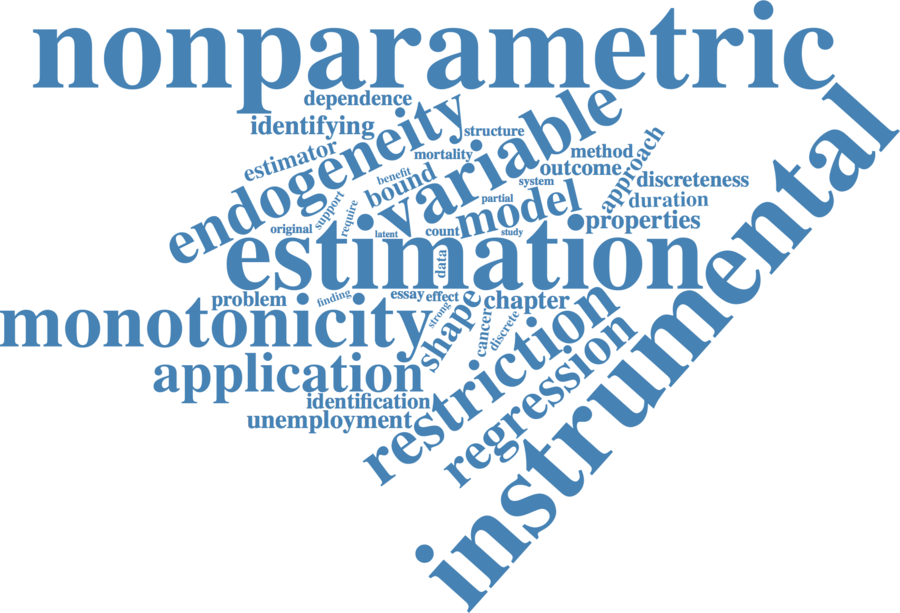 nonparametric
dependence
identifying
endogeneity
variable
structure
estimator
mortality
method
approach
benefit
bound
outcome
system
discreteness
support
require
partial
model
duration
properties
original
latent
count
study
estimation
data
instrumental
problem
finding
essay
effect
chapter
monotonicity
strong
shape
cancer
discrete
restriction
regression
application
identification
unemployment